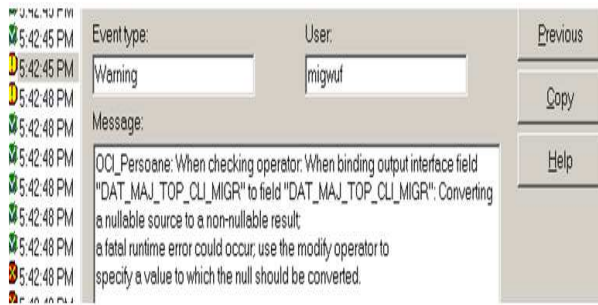 5:42:45 PM
5:42:45 PM Event type: User: Previous
5:42:45 PM Warning migwuf
5:42:48 PM Copy
5:42:48 PM Message:
5:42:48 PM OCI_Persoane: When checking operator: When binding output interface field Help
5:42:48 PM "DAT_MAJ_TOP_CLI_MIGR" to field "DAT_MAJ_TOP_CLI_MIGR": Converting
5:42:48 PM a nullable source to a non-nullable result;
5:42:48 PM a fatal runtime error could occur; use the modify operator to
5:42:48 PM specify a value to which the null should be converted.